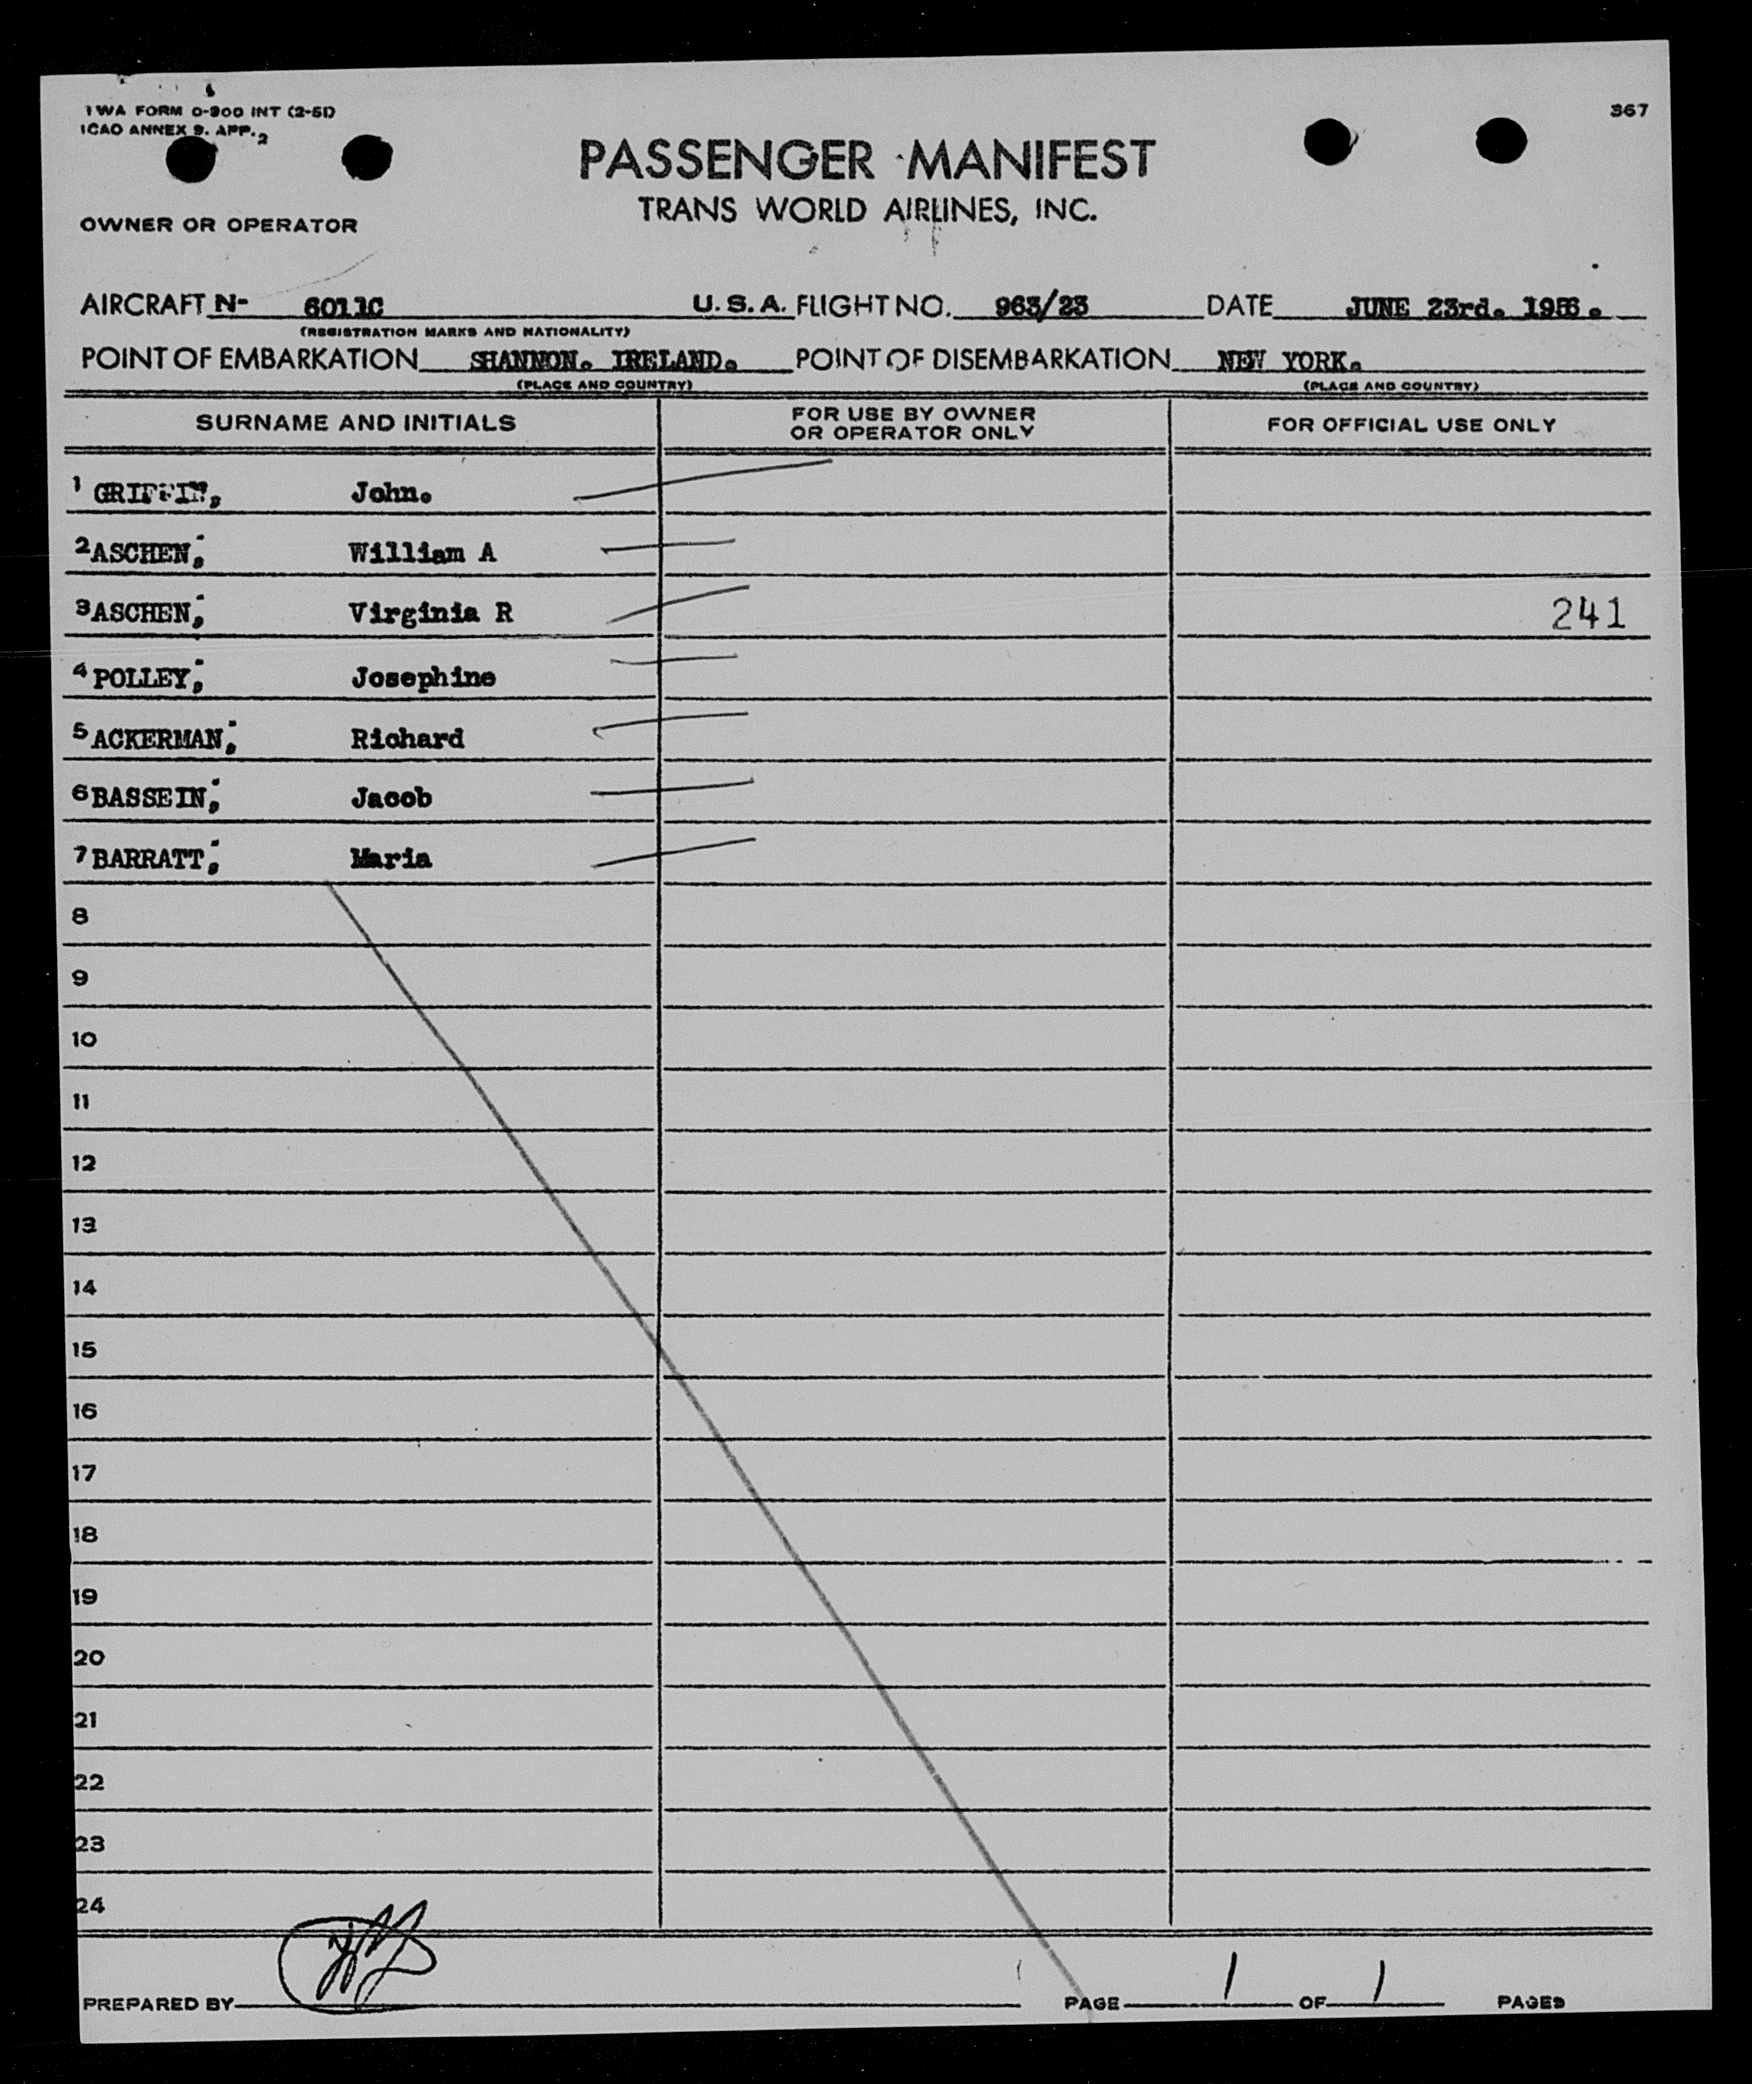 TWA FORM O-900 INT (2-51)
367
ICAO ANNEX 9. APP. 2
PASSENGER MANIFEST
TRANS WORLD AIRLINES, INC.
OWNER OR OPERATOR
AIRCRAFT N- 6011C U.S.A. FLIGHT NO. 963/23 DATE JUNE 23rd. 1956.
(REGISTRATION MARKS AND NATIONALITY)
POINT OF EMBARKATION SHANNON. IRELAND. POINT OF DISEMBARKATION NEW YORK.
(PLACE AND COUNTRY) (PLACE AND COUNTRY)
SURNAME AND INITIALS FOR USE BY OWNER OR OPERATOR ONLY FOR OFFICIAL USE ONLY
1 GRIFFIN, John.
2 ASCHEN; William A
3 ASCHEN; Virginia R 241
4 POLLEY; Josephine
5 ACKERMAN; Richard
6 BASSEIN; Jacob
7 BARRATT; Maria
8
9
10
11
12
13
14
15
16
17
18
19
20
21
22
23
24
PREPARED BY PAGE 1 OF 1 PAGES